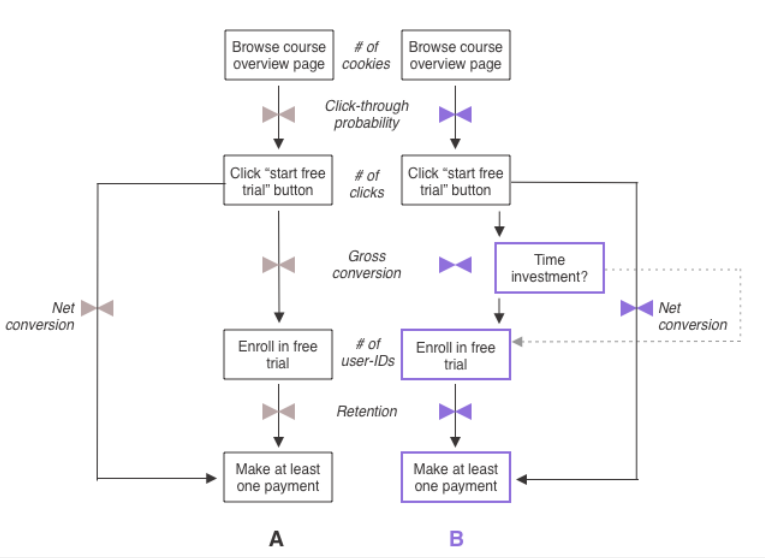 Browse course
overview page
# of
cookies
Browse course
overview page
Click-through
probability
Click “start free
trial” button
# of
clicks
Click “start free
trial” button
Gross
conversion
Time
investment?
Net
conversion
Net
conversion
Enroll in free
trial
# of
user-IDs
Enroll in free
trial
Retention
Make at least
one payment
Make at least
one payment
A
B